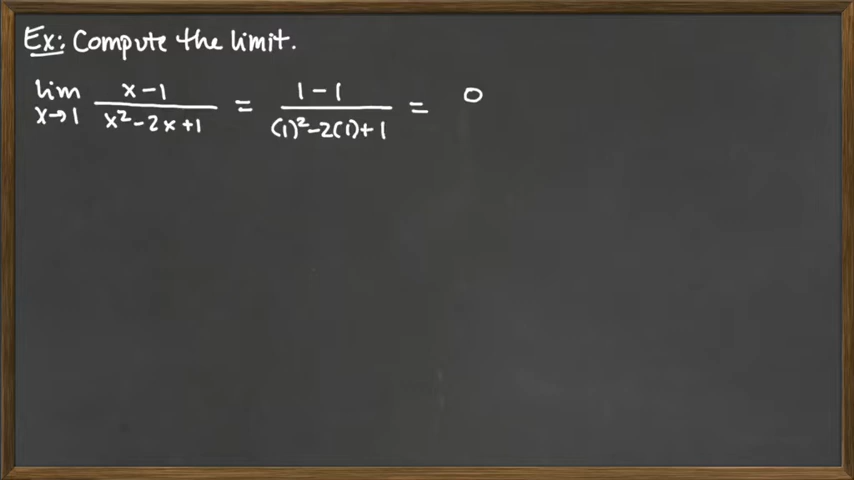 Ex: Compute the limit.
lim x→1 (x-1)/(x²-2x+1) = (1-1)/((1)²-2(1)+1) = 0